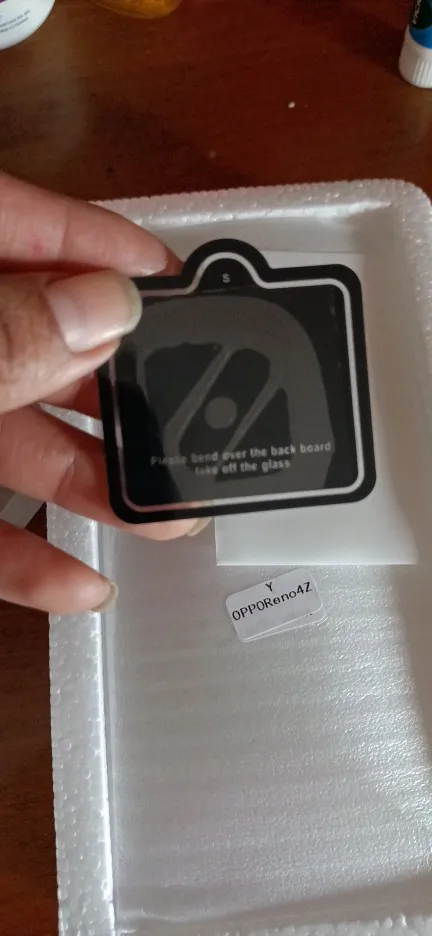 S
Please bend over the back board
take off the glass
Y
OPPOReno4Z